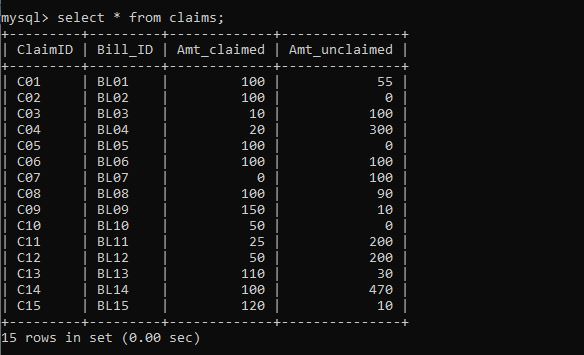 mysql> select * from claims;
+---------+---------+-------------+---------------+
| ClaimID | Bill_ID | Amt_claimed | Amt_unclaimed |
+---------+---------+-------------+---------------+
| C01     | BL01    |         100 |            55 |
| C02     | BL02    |         100 |             0 |
| C03     | BL03    |          10 |           100 |
| C04     | BL04    |          20 |           300 |
| C05     | BL05    |         100 |             0 |
| C06     | BL06    |         100 |           100 |
| C07     | BL07    |           0 |           100 |
| C08     | BL08    |         100 |            90 |
| C09     | BL09    |         150 |            10 |
| C10     | BL10    |          50 |             0 |
| C11     | BL11    |          25 |           200 |
| C12     | BL12    |          50 |           200 |
| C13     | BL13    |         110 |            30 |
| C14     | BL14    |         100 |           470 |
| C15     | BL15    |         120 |            10 |
+---------+---------+-------------+---------------+
15 rows in set (0.00 sec)